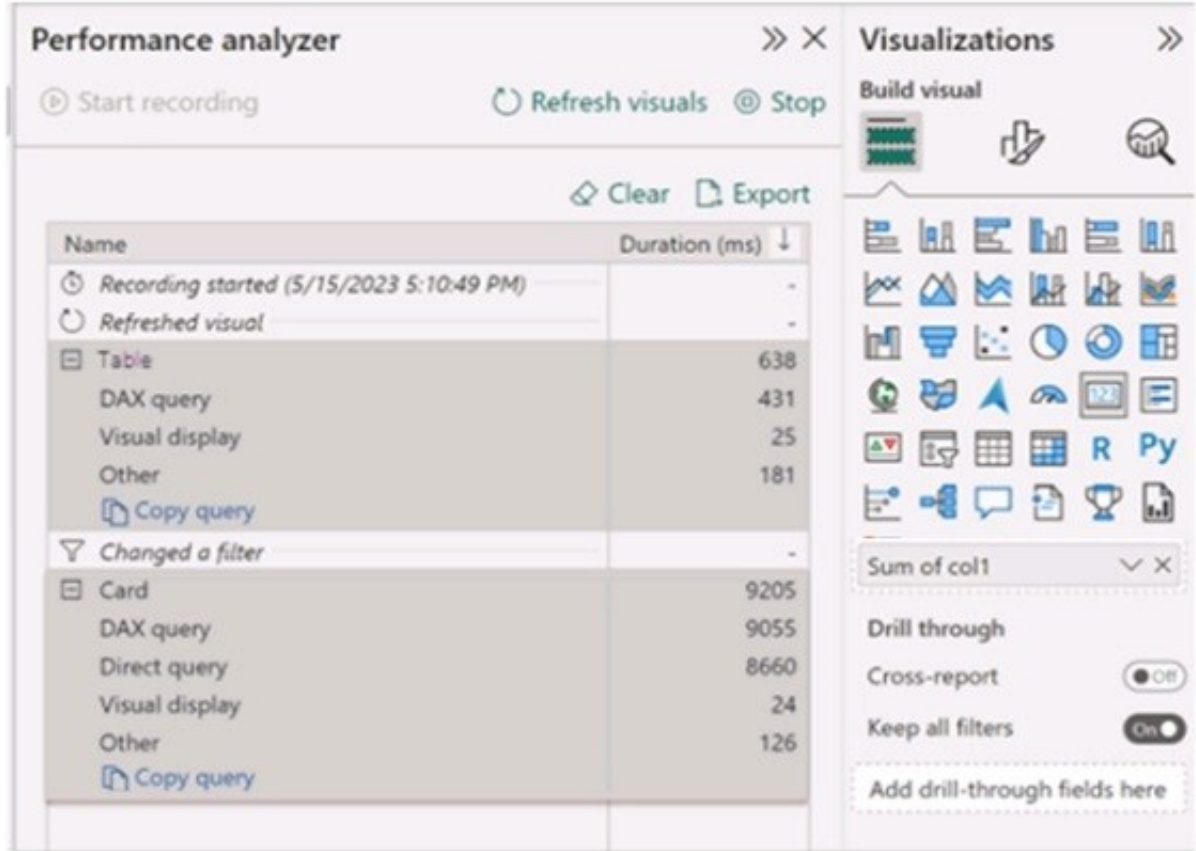 Performance analyzer
Start recording
Refresh visuals
Stop
Clear
Export
Name Duration (ms)
Recording started (5/15/2023 5:10:49 PM) -
Refreshed visual -
Table 638
DAX query 431
Visual display 25
Other 181
Copy query
Changed a filter -
Card 9205
DAX query 9055
Direct query 8660
Visual display 24
Other 126
Copy query
Visualizations
Build visual
123
R Py
Sum of col1
Drill through
Cross-report Off
Keep all filters On
Add drill-through fields here